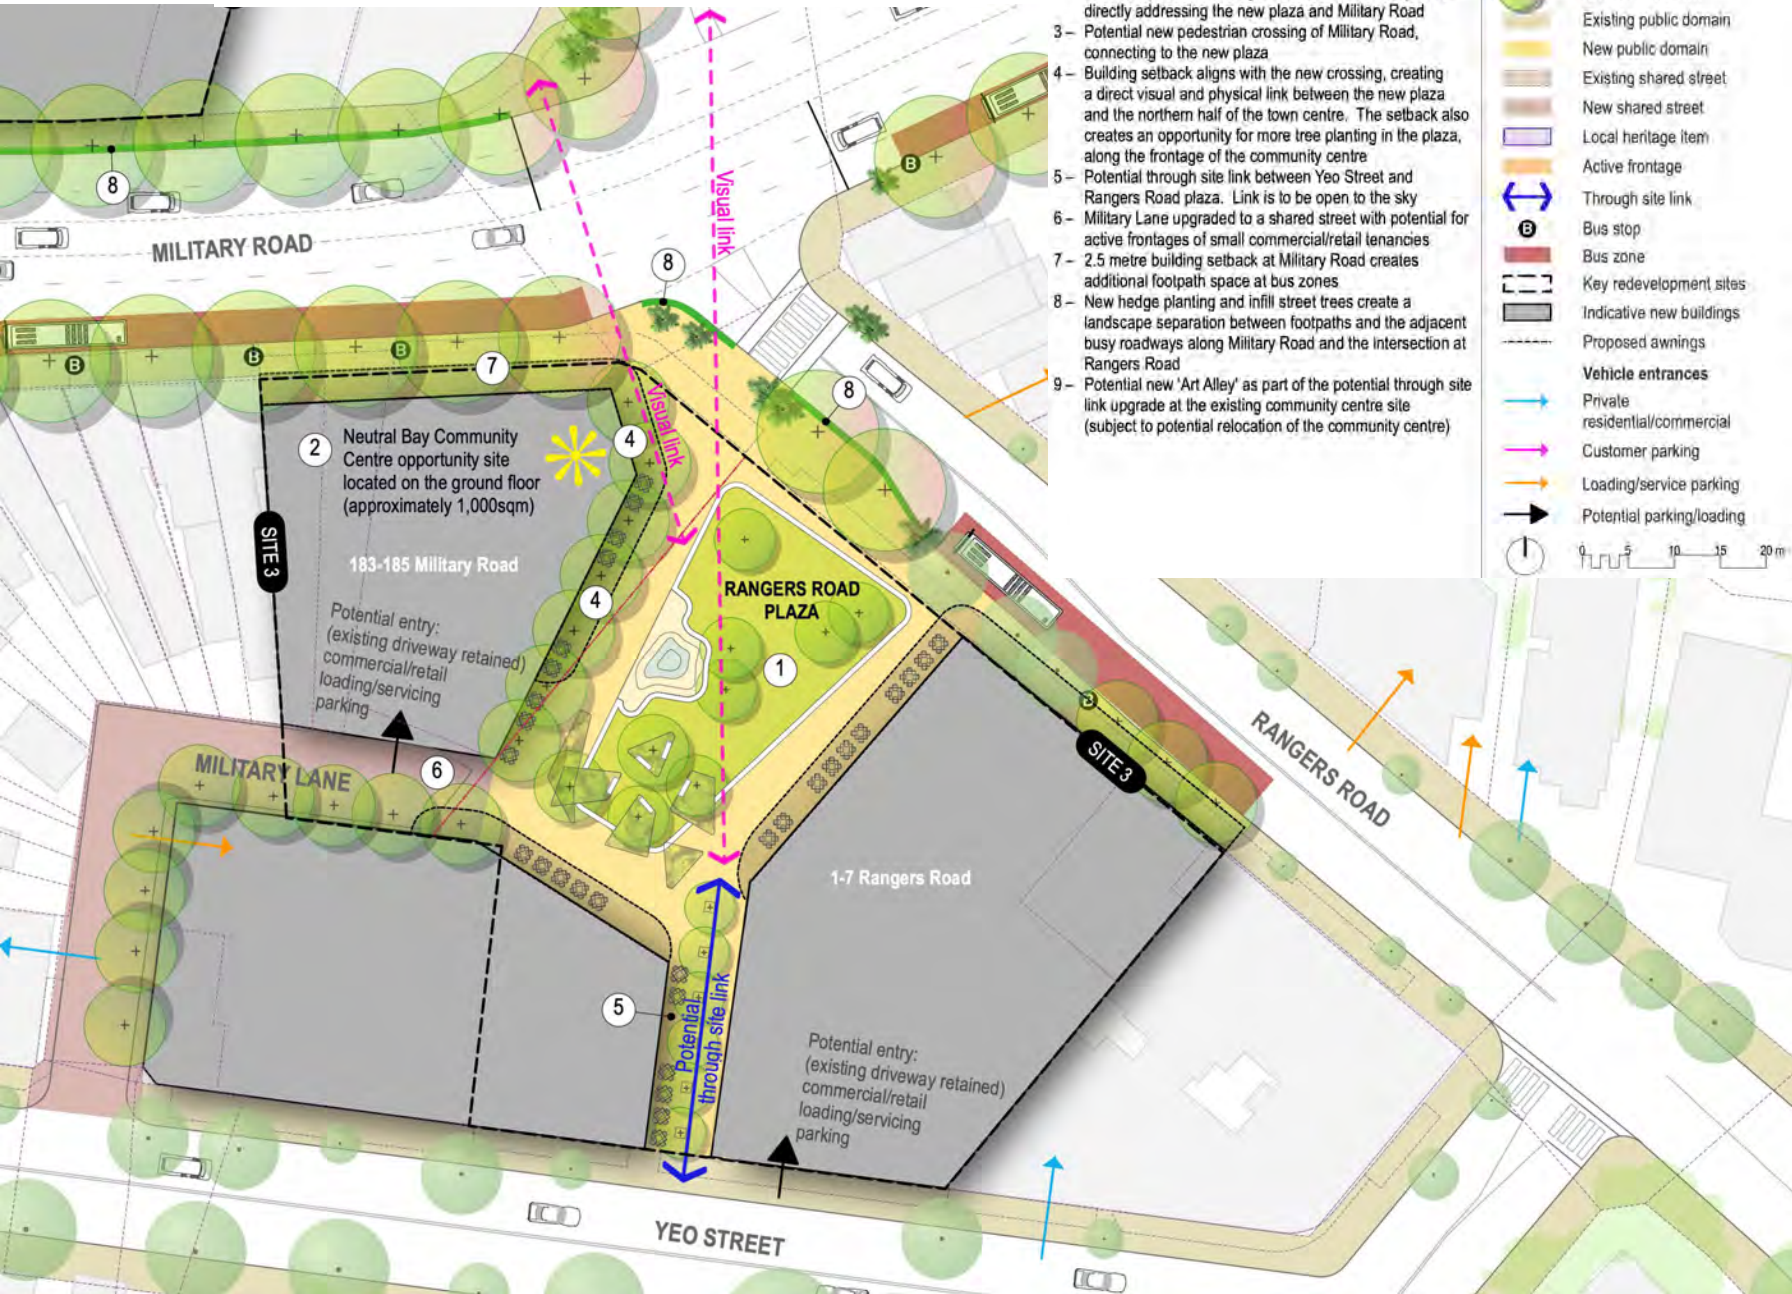 directly addressing the new plaza and Military Road
3 – Potential new pedestrian crossing of Military Road,
connecting to the new plaza
4 – Building setback aligns with the new crossing, creating
a direct visual and physical link between the new plaza
and the northern half of the town centre. The setback also
creates an opportunity for more tree planting in the plaza,
along the frontage of the community centre
5 – Potential through site link between Yeo Street and
Rangers Road plaza. Link is to be open to the sky
6 – Military Lane upgraded to a shared street with potential for
active frontages of small commercial/retail tenancies
7 – 2.5 metre building setback at Military Road creates
additional footpath space at bus zones
8 – New hedge planting and infill street trees create a
landscape separation between footpaths and the adjacent
busy roadways along Military Road and the intersection at
Rangers Road
9 – Potential new 'Art Alley' as part of the potential through site
link upgrade at the existing community centre site
(subject to potential relocation of the community centre)
Existing public domain
New public domain
Existing shared street
New shared street
Local heritage item
Active frontage
Through site link
B Bus stop
Bus zone
Key redevelopment sites
Indicative new buildings
Proposed awnings
Vehicle entrances
Private
residential/commercial
Customer parking
Loading/service parking
Potential parking/loading
0 5 10 15 20 m
8
MILITARY ROAD
Visual link
B
8
B
B
B
7
8
Visual link
2
Neutral Bay Community
Centre opportunity site
located on the ground floor
(approximately 1,000sqm)
4
SITE 3
183-185 Military Road
4
RANGERS ROAD
PLAZA
1
Potential entry:
(existing driveway retained)
commercial/retail
loading/servicing
parking
B
SITE 3
RANGERS ROAD
MILITARY LANE
6
1-7 Rangers Road
5
Potential
through site link
Potential entry:
(existing driveway retained)
commercial/retail
loading/servicing
parking
YEO STREET